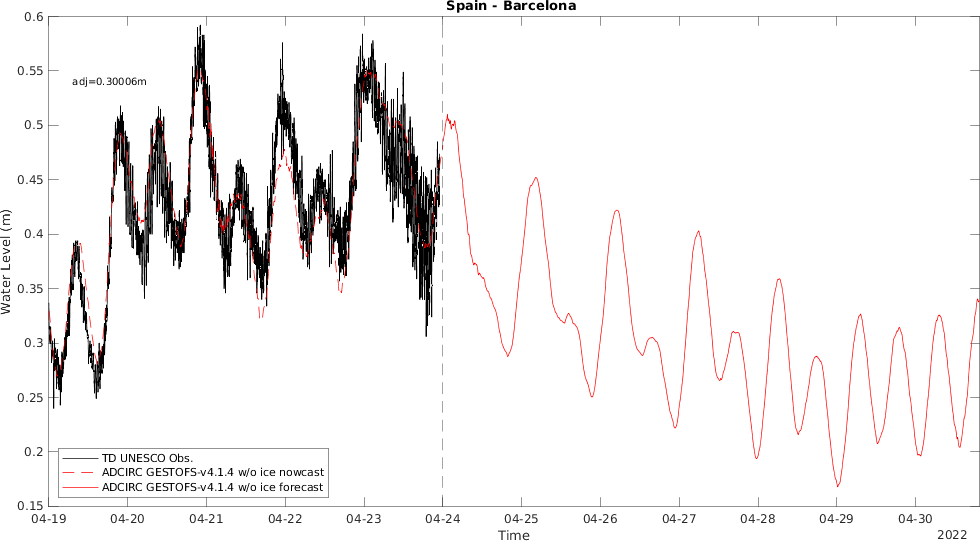 Spain - Barcelona
0.6
0.55
0.5
0.45
0.4
0.35
0.3
0.25
0.2
0.15
Water Level (m)
adj=0.30006m
TD UNESCO Obs.
ADCIRC GESTOFS-v4.1.4 w/o ice nowcast
ADCIRC GESTOFS-v4.1.4 w/o ice forecast
04-19 04-20 04-21 04-22 04-23 04-24 04-25 04-26 04-27 04-28 04-29 04-30
Time
2022